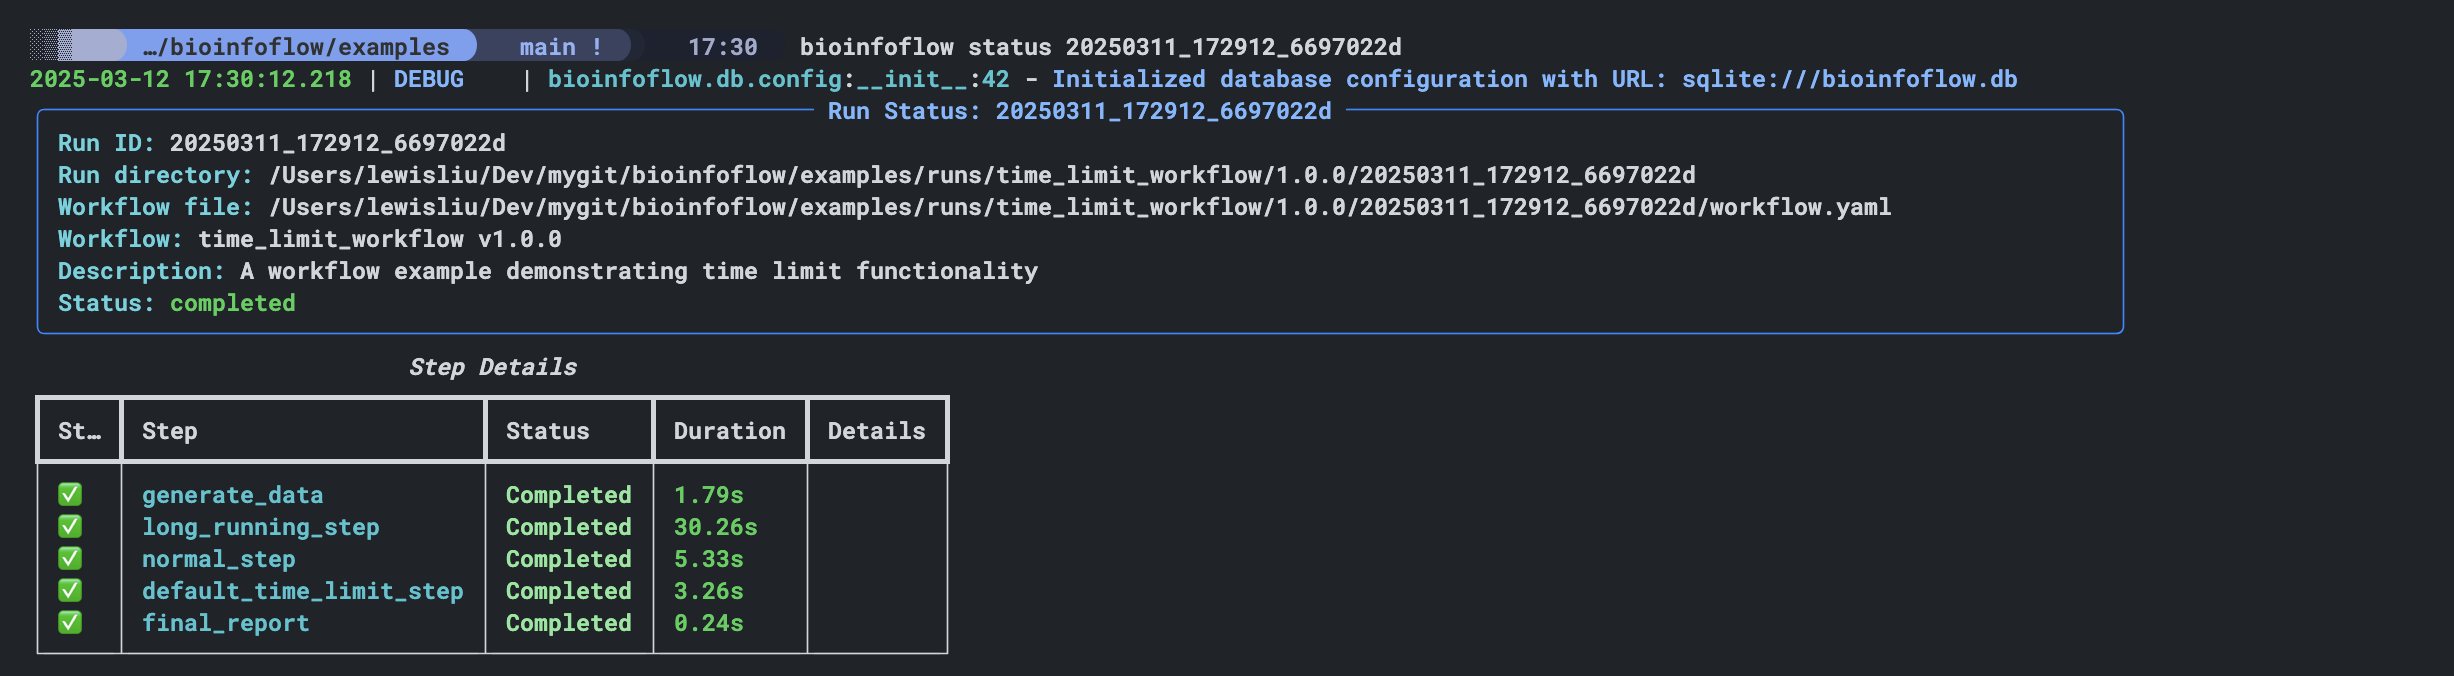 …/bioinfoflow/examples main ! 17:30 bioinfoflow status 20250311_172912_6697022d
2025-03-12 17:30:12.218 | DEBUG    | bioinfoflow.db.config:__init__:42 - Initialized database configuration with URL: sqlite:///bioinfoflow.db
Run Status: 20250311_172912_6697022d
Run ID: 20250311_172912_6697022d
Run directory: /Users/lewisliu/Dev/mygit/bioinfoflow/examples/runs/time_limit_workflow/1.0.0/20250311_172912_6697022d
Workflow file: /Users/lewisliu/Dev/mygit/bioinfoflow/examples/runs/time_limit_workflow/1.0.0/20250311_172912_6697022d/workflow.yaml
Workflow: time_limit_workflow v1.0.0
Description: A workflow example demonstrating time limit functionality
Status: completed
Step Details
St… Step Status Duration Details
✅ generate_data Completed 1.79s
✅ long_running_step Completed 30.26s
✅ normal_step Completed 5.33s
✅ default_time_limit_step Completed 3.26s
✅ final_report Completed 0.24s